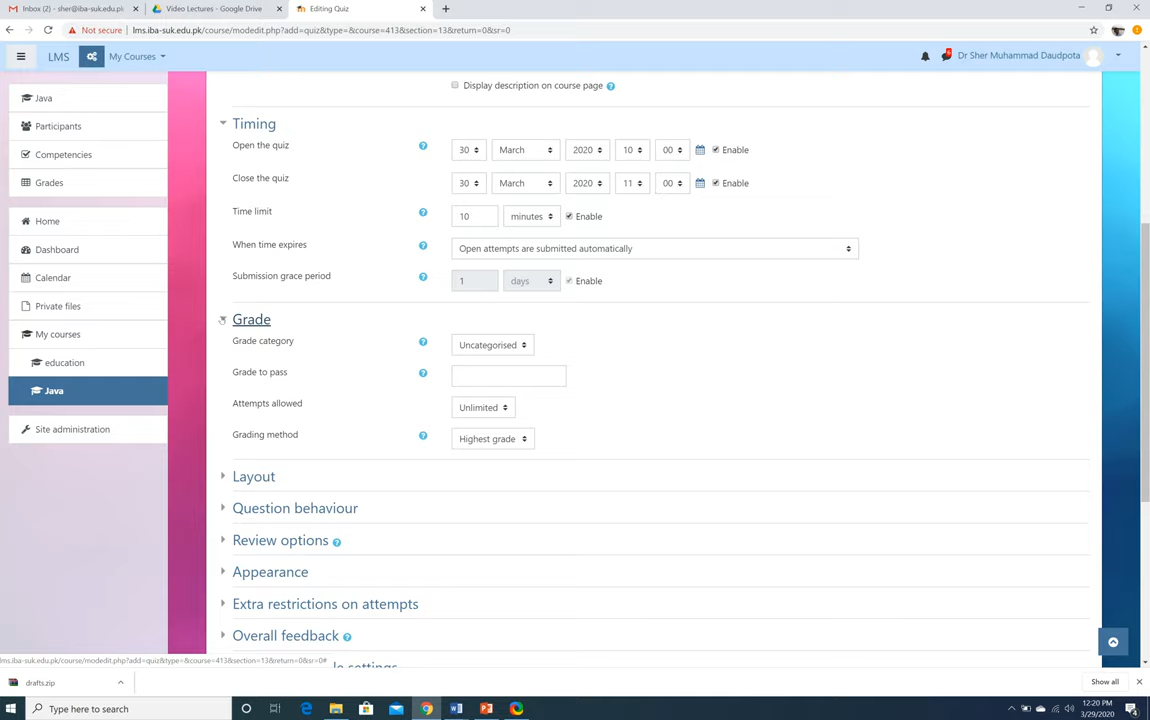 Inbox (2) - sher@iba-suk.edu.pk
Video Lectures - Google Drive
Editing Quiz
Not secure | lms.iba-suk.edu.pk/course/modedit.php?add=quiz&type=&course=413&section=13&return=0&sr=0
LMS My Courses
Dr Sher Muhammad Daudpota
Java
Participants
Competencies
Grades
Home
Dashboard
Calendar
Private files
My courses
education
Java
Site administration
Display description on course page
Timing
Open the quiz 30 March 2020 10 00 Enable
Close the quiz 30 March 2020 11 00 Enable
Time limit 10 minutes Enable
When time expires Open attempts are submitted automatically
Submission grace period 1 days Enable
Grade
Grade category Uncategorised
Grade to pass
Attempts allowed Unlimited
Grading method Highest grade
Layout
Question behaviour
Review options
Appearance
Extra restrictions on attempts
Overall feedback
settings
lms.iba-suk.edu.pk/course/modedit.php?add=quiz&type=&course=413&section=13&return=0&sr=0#
drafts.zip
Show all
Type here to search
12:20 PM
3/29/2020